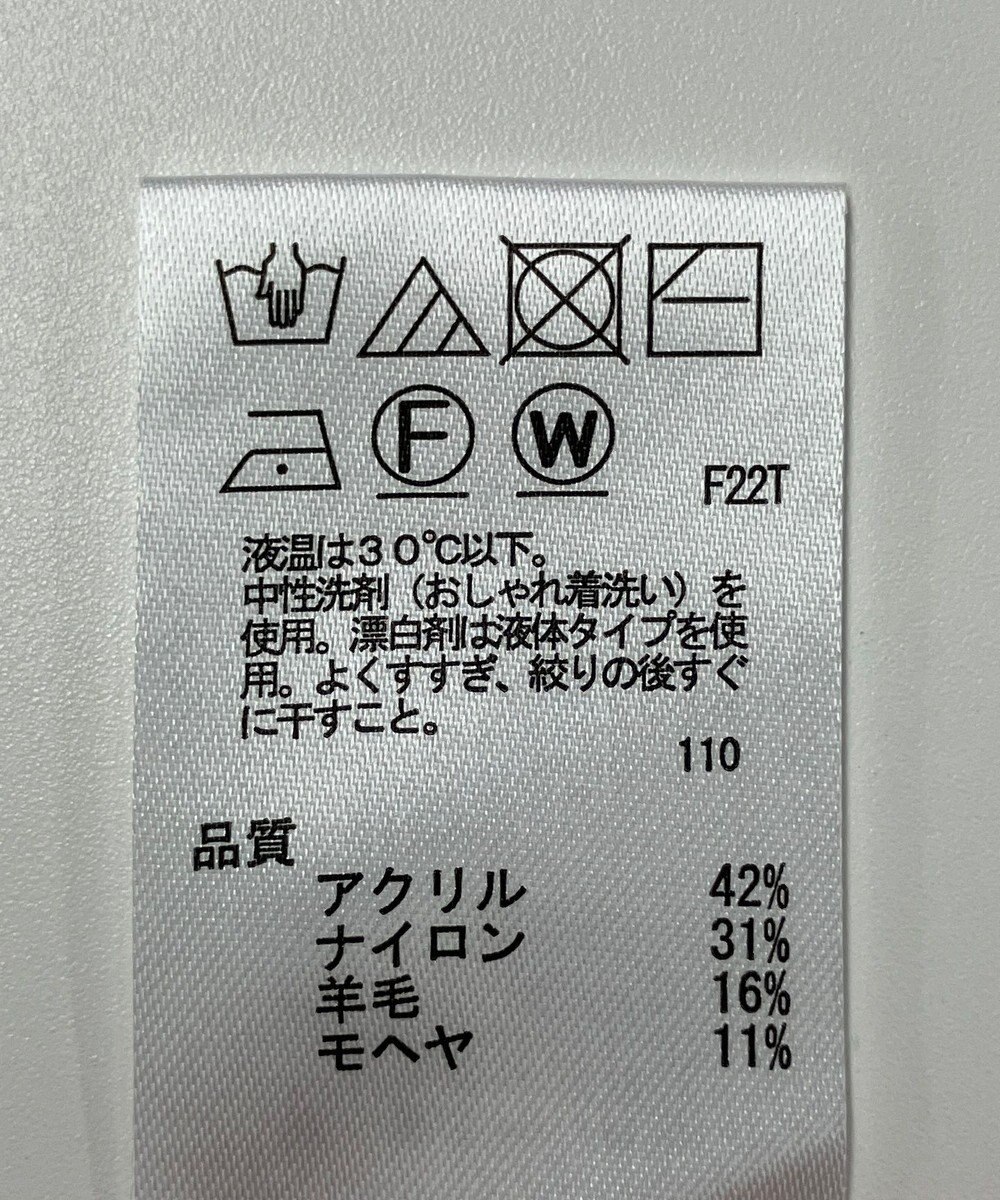 F W
F22T
液温は30℃以下。
中性洗剤（おしゃれ着洗い）を
使用。漂白剤は液体タイプを使
用。よくすすぎ、絞りの後すぐ
に干すこと。
110
品質
アクリル 42%
ナイロン 31%
羊毛 16%
モヘヤ 11%